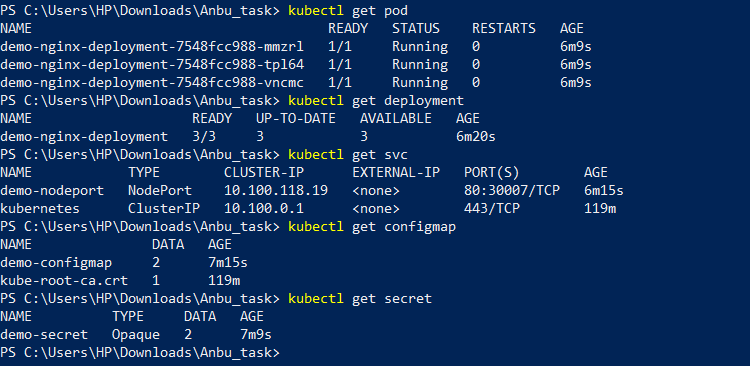 PS C:\Users\HP\Downloads\Anbu_task> kubectl get pod
NAME READY STATUS RESTARTS AGE
demo-nginx-deployment-7548fcc988-mmzrl 1/1 Running 0 6m9s
demo-nginx-deployment-7548fcc988-tpl64 1/1 Running 0 6m9s
demo-nginx-deployment-7548fcc988-vncmc 1/1 Running 0 6m9s
PS C:\Users\HP\Downloads\Anbu_task> kubectl get deployment
NAME READY UP-TO-DATE AVAILABLE AGE
demo-nginx-deployment 3/3 3 3 6m20s
PS C:\Users\HP\Downloads\Anbu_task> kubectl get svc
NAME TYPE CLUSTER-IP EXTERNAL-IP PORT(S) AGE
demo-nodeport NodePort 10.100.118.19 <none> 80:30007/TCP 6m15s
kubernetes ClusterIP 10.100.0.1 <none> 443/TCP 119m
PS C:\Users\HP\Downloads\Anbu_task> kubectl get configmap
NAME DATA AGE
demo-configmap 2 7m15s
kube-root-ca.crt 1 119m
PS C:\Users\HP\Downloads\Anbu_task> kubectl get secret
NAME TYPE DATA AGE
demo-secret Opaque 2 7m9s
PS C:\Users\HP\Downloads\Anbu_task>